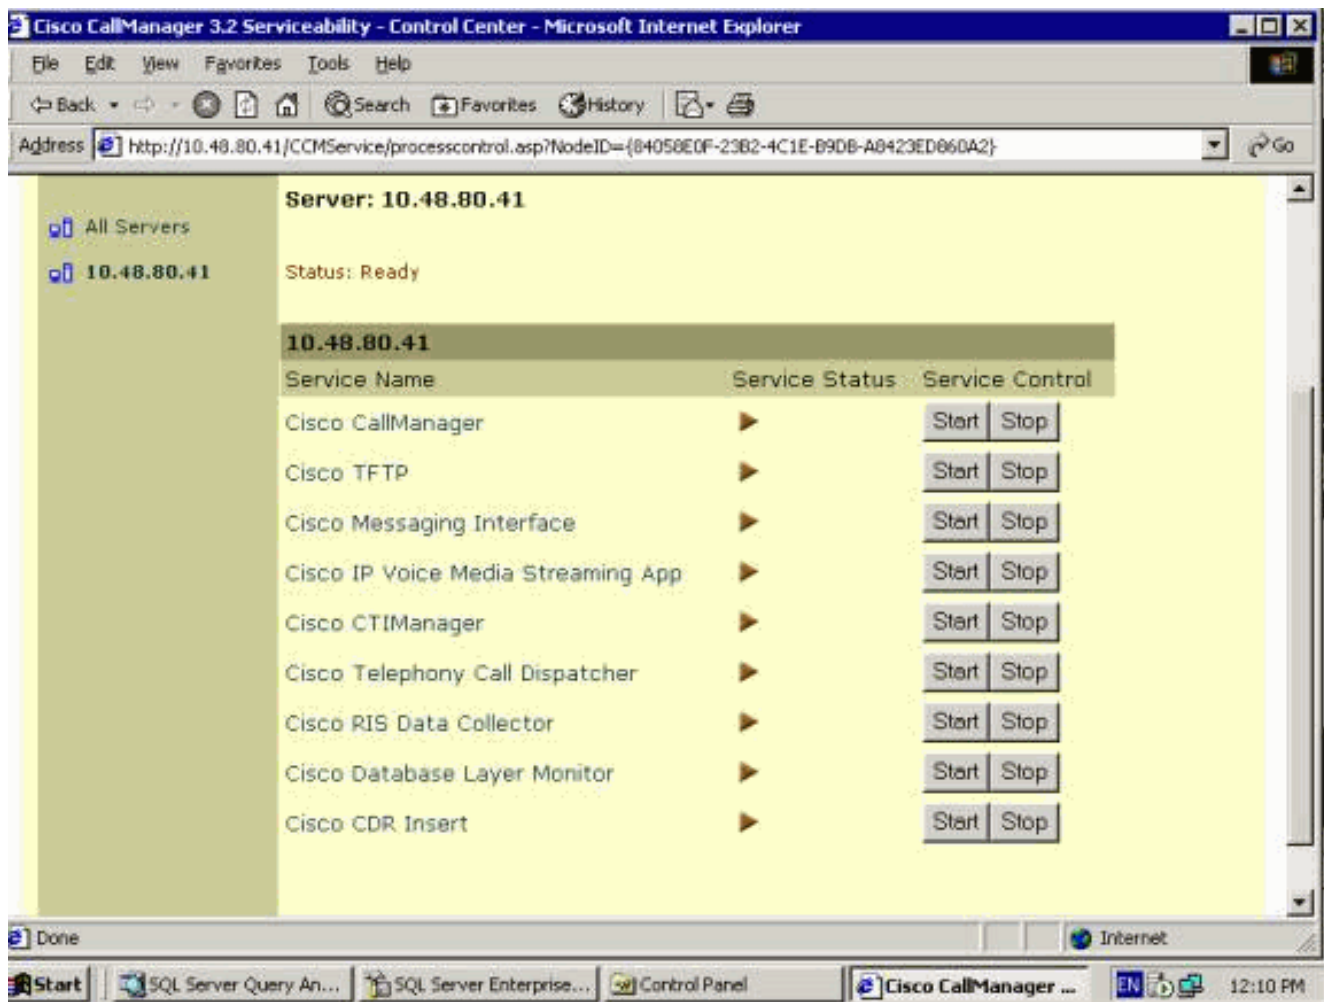 Cisco CallManager 3.2 Serviceability - Control Center - Microsoft Internet Explorer
File Edit View Favorites Tools Help
Back Search Favorites History
Address http://10.48.80.41/CCMService/processcontrol.asp?NodeID={84058E0F-23B2-4C1E-B9DB-A8423ED860A2} Go
Server: 10.48.80.41
All Servers
10.48.80.41 Status: Ready
10.48.80.41
Service Name Service Status Service Control
Cisco CallManager Start Stop
Cisco TFTP Start Stop
Cisco Messaging Interface Start Stop
Cisco IP Voice Media Streaming App Start Stop
Cisco CTIManager Start Stop
Cisco Telephony Call Dispatcher Start Stop
Cisco RIS Data Collector Start Stop
Cisco Database Layer Monitor Start Stop
Cisco CDR Insert Start Stop
Done Internet
Start SQL Server Query An... SQL Server Enterprise... Control Panel Cisco CallManager ... EN 12:10 PM